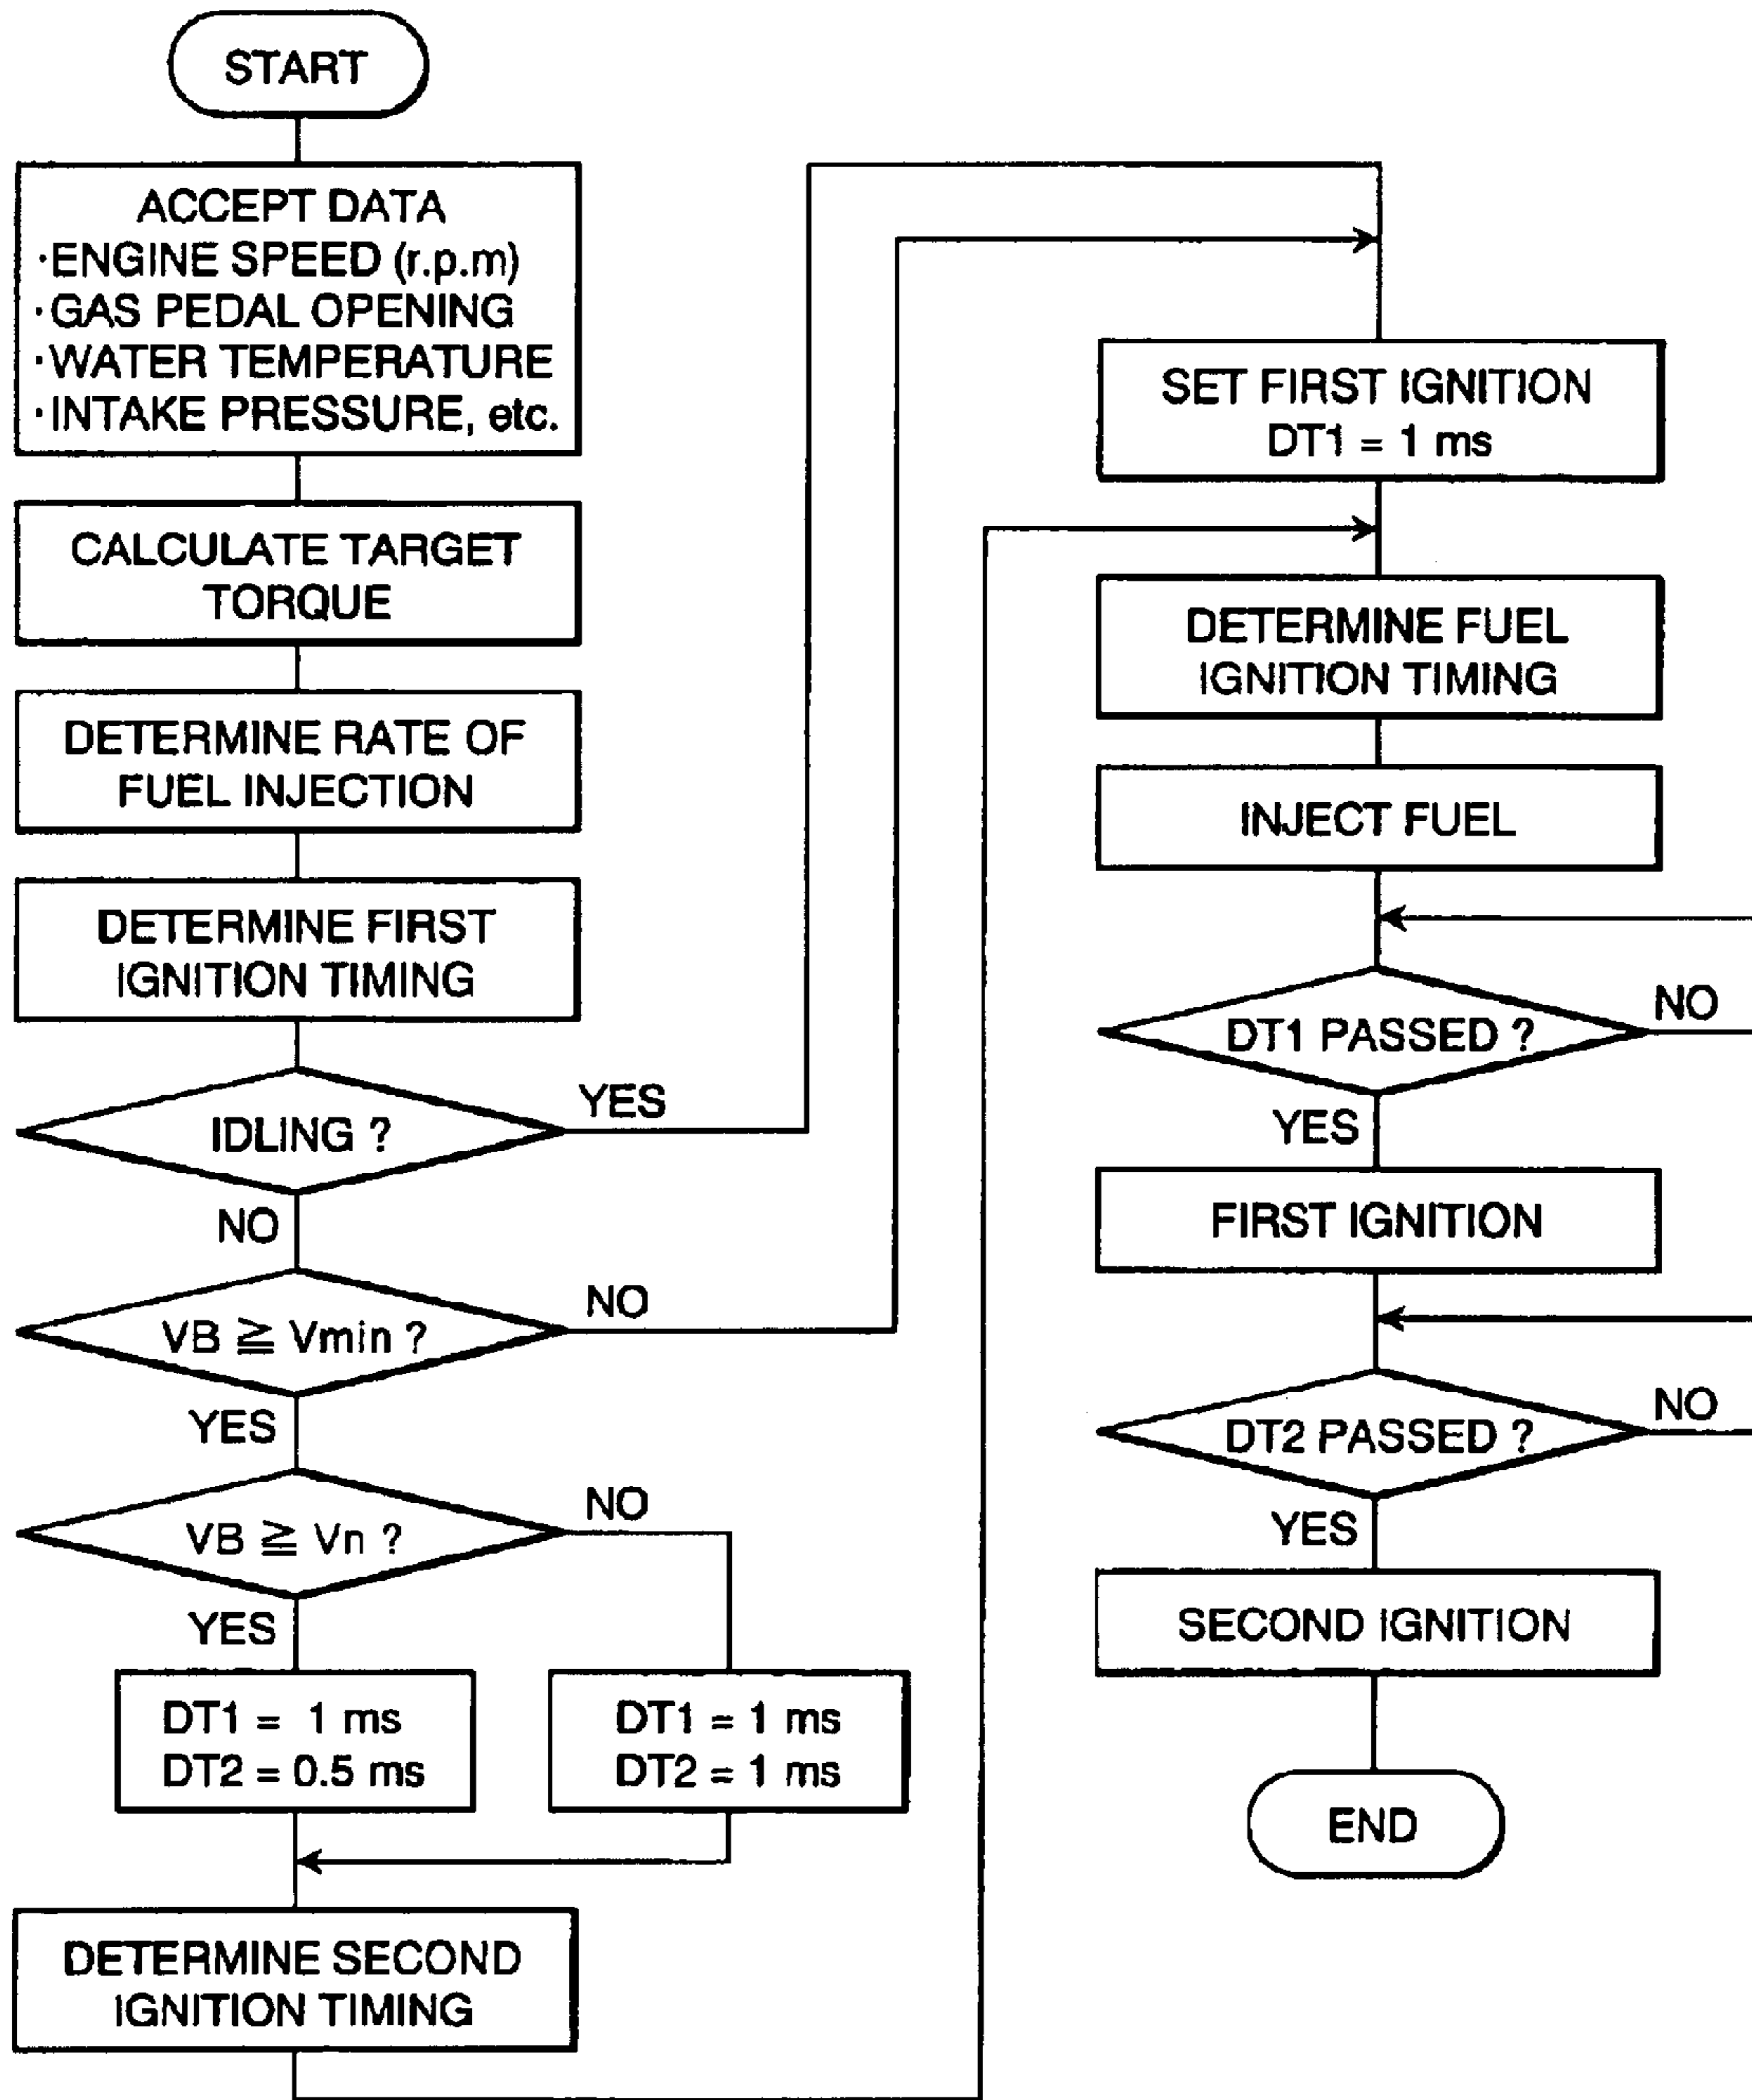 START
ACCEPT DATA
·ENGINE SPEED (r.p.m)
·GAS PEDAL OPENING
·WATER TEMPERATURE
·INTAKE PRESSURE, etc.
CALCULATE TARGET
TORQUE
DETERMINE RATE OF
FUEL INJECTION
DETERMINE FIRST
IGNITION TIMING
IDLING ?
YES
NO
VB ≧ Vmin ?
NO
YES
VB ≧ Vn ?
NO
YES
DT1 = 1 ms
DT2 = 0.5 ms
DT1 = 1 ms
DT2 = 1 ms
DETERMINE SECOND
IGNITION TIMING
SET FIRST IGNITION
DT1 = 1 ms
DETERMINE FUEL
IGNITION TIMING
INJECT FUEL
DT1 PASSED ?
NO
YES
FIRST IGNITION
DT2 PASSED ?
NO
YES
SECOND IGNITION
END